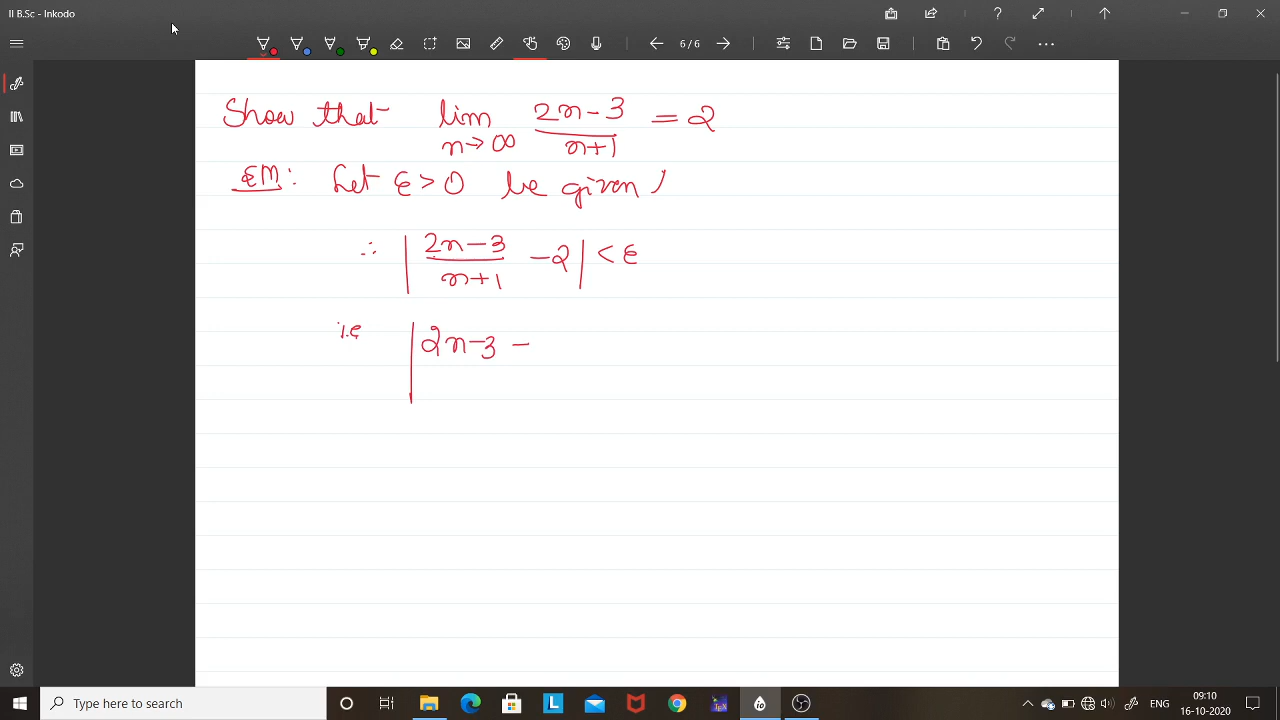 II B.Sc - Inkodo
6/6
Show that lim 2n-3 = 2
n→∞ n+1
Let ε > 0 be given
∴ | 2n-3 -2 | < ε
n+1
i.e | 2n-3 -
Type here to search
ENG
09:10
16-10-2020